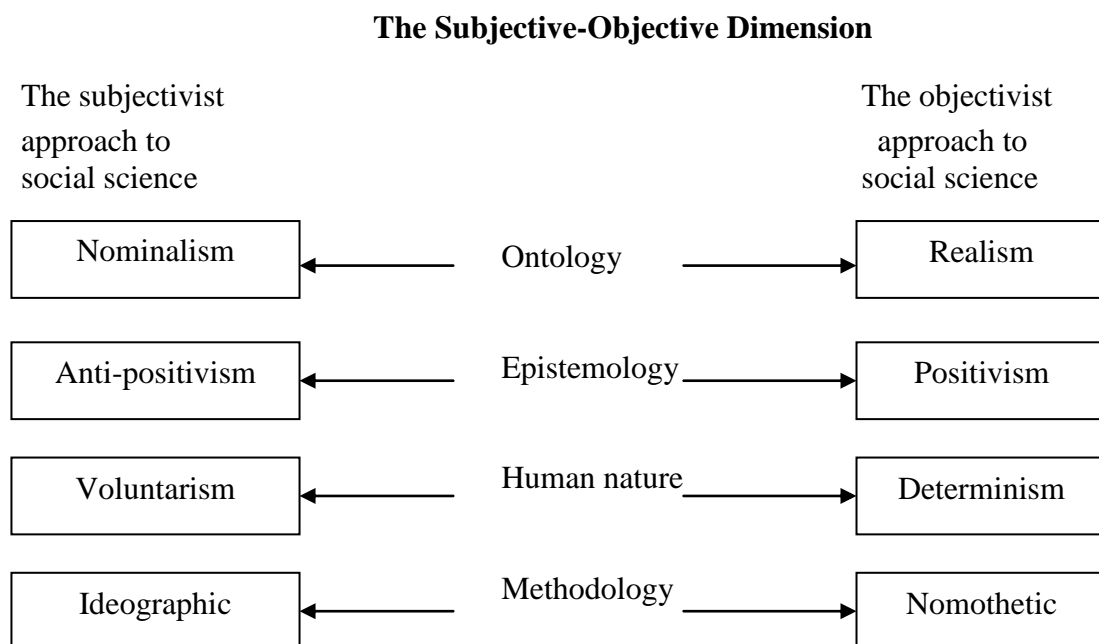 The Subjective-Objective Dimension
The subjectivist
approach to
social science
The objectivist
approach to
social science
Nominalism
Ontology
Realism
Anti-positivism
Epistemology
Positivism
Voluntarism
Human nature
Determinism
Ideographic
Methodology
Nomothetic